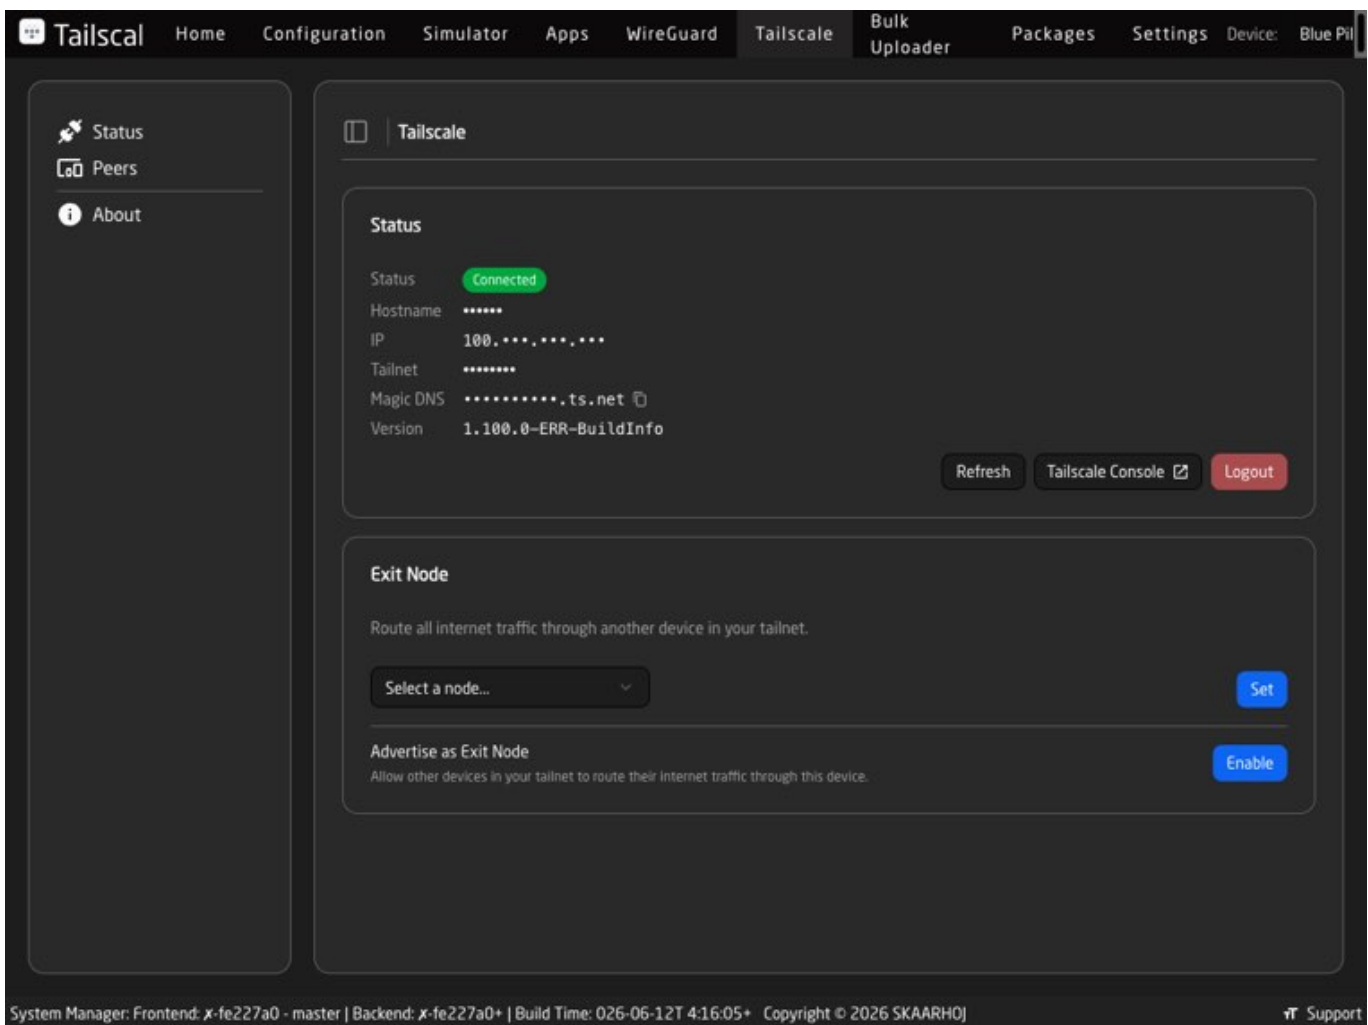 Tailscal Home Configuration Simulator Apps WireGuard Tailscale Bulk Uploader Packages Settings Device: Blue Pil
Status
Peers
About
Tailscale
Status
Status Connected
Hostname ••••••
IP 100.•••.•••.•••
Tailnet ••••••••
Magic DNS ••••••••••.ts.net
Version 1.100.0-ERR-BuildInfo
Refresh Tailscale Console Logout
Exit Node
Route all internet traffic through another device in your tailnet.
Select a node... Set
Advertise as Exit Node
Allow other devices in your tailnet to route their internet traffic through this device.
Enable
System Manager: Frontend: ✗-fe227a0 - master | Backend: ✗-fe227a0+ | Build Time: 026-06-12T 4:16:05+ Copyright © 2026 SKAARHOJ Support